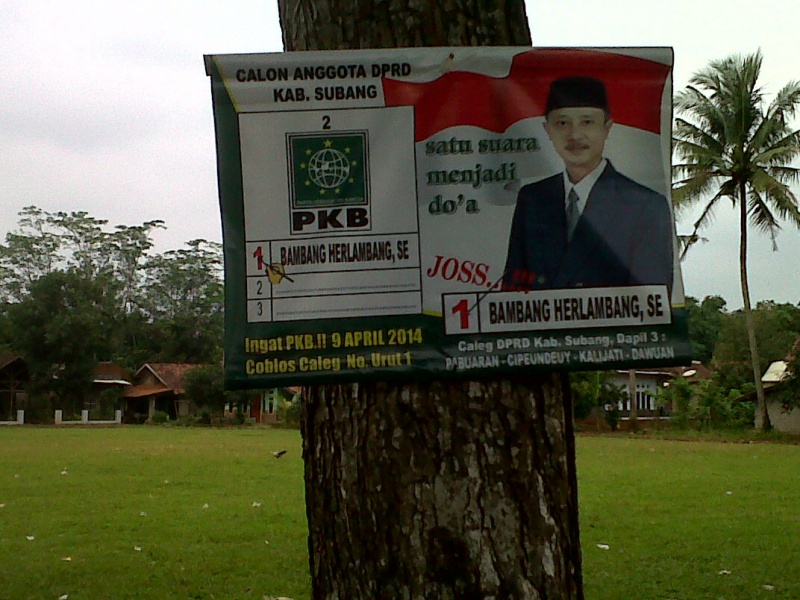 CALON ANGGOTA DPRD
KAB. SUBANG
2
PKB
1 BAMBANG HERLAMBANG, SE
2
3
Ingat PKB.!! 9 APRIL 2014
Coblos Caleg No. Urut 1
satu suara
menjadi
do'a
JOSS...!!!
1 BAMBANG HERLAMBANG, SE
Caleg DPRD Kab. Subang, Dapil 3 :
PABUARAN - CIPEUNDEUY - KALIJATI - DAWUAN